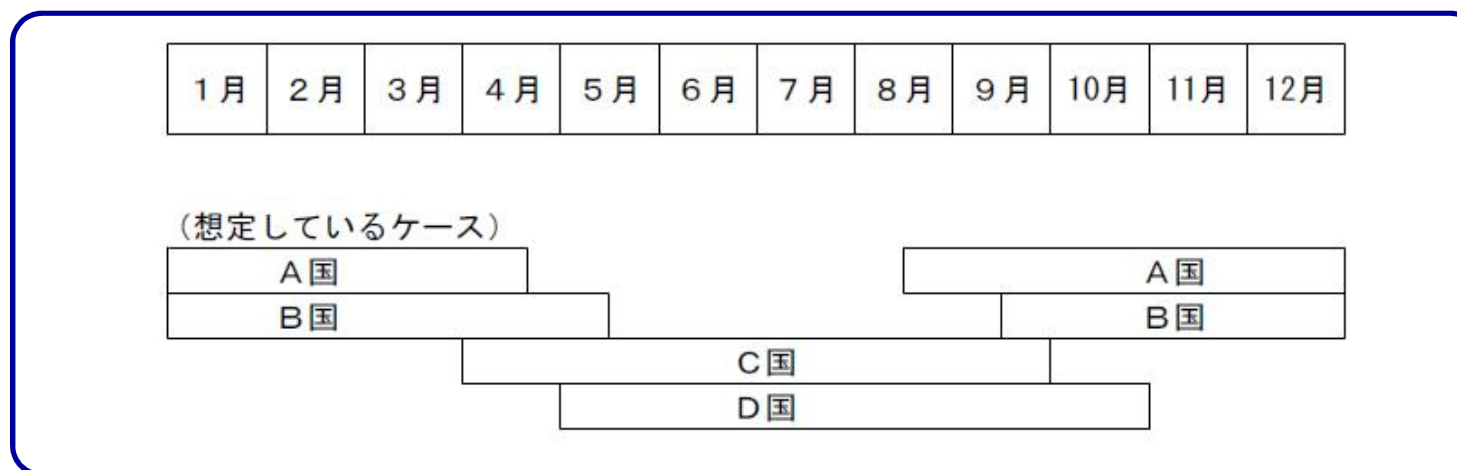 1月 2月 3月 4月 5月 6月 7月 8月 9月 10月 11月 12月
(想定しているケース)
A国 A国
B国 B国
C国
D国